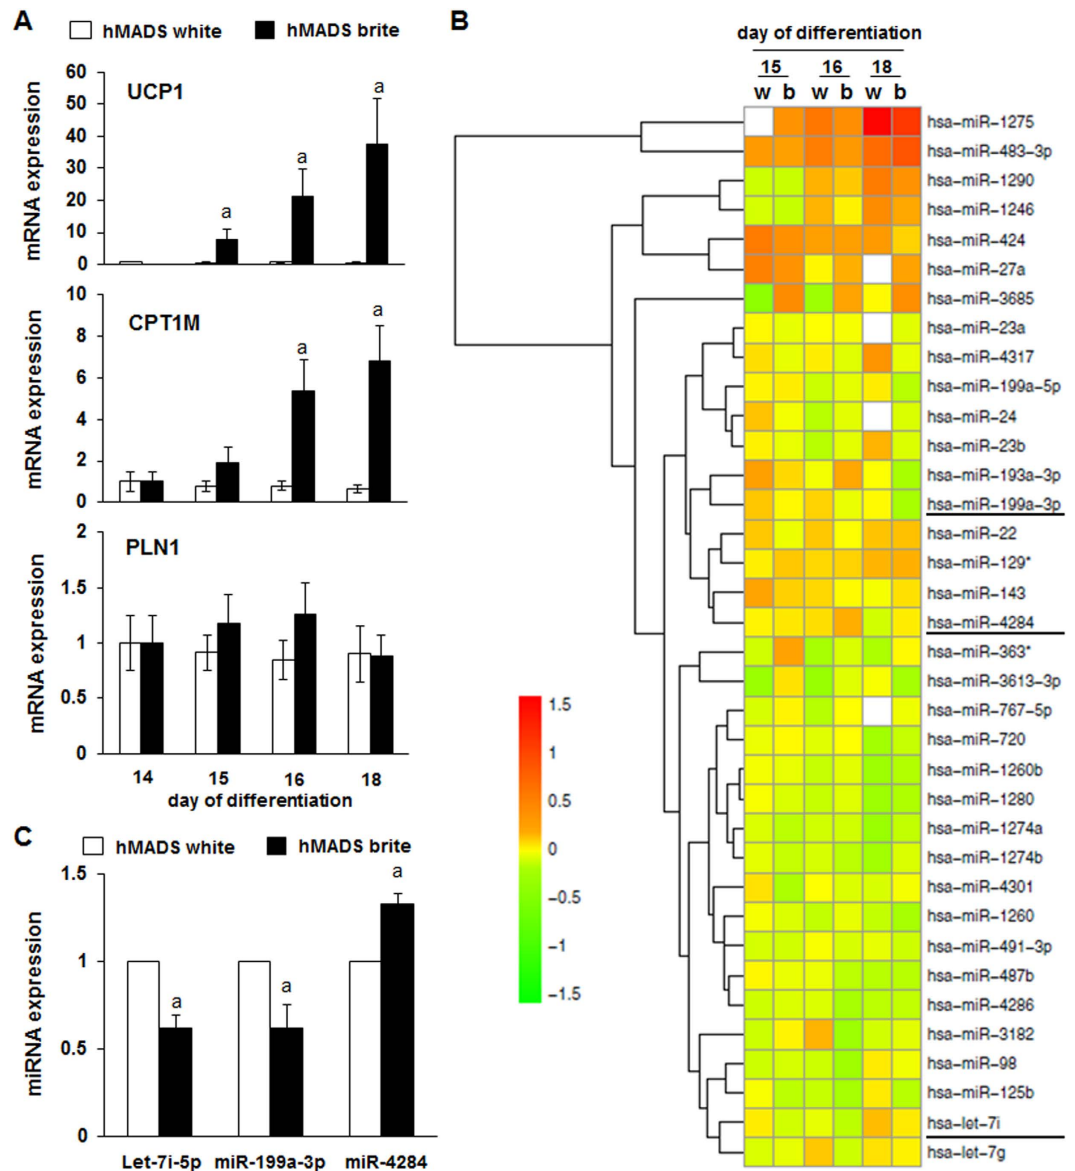 A
hMADS white
hMADS brite
UCP1
mRNA expression
60
50
40
30
20
10
0
a
a
a
CPT1M
mRNA expression
10
8
6
4
2
0
a
a
PLN1
mRNA expression
2
1.5
1
0.5
0
14 15 16 18
day of differentiation
B
day of differentiation
15 16 18
w b w b w b
hsa-miR-1275
hsa-miR-483-3p
hsa-miR-1290
hsa-miR-1246
hsa-miR-424
hsa-miR-27a
hsa-miR-3685
hsa-miR-23a
hsa-miR-4317
hsa-miR-199a-5p
hsa-miR-24
hsa-miR-23b
hsa-miR-193a-3p
hsa-miR-199a-3p
hsa-miR-22
hsa-miR-129*
hsa-miR-143
hsa-miR-4284
hsa-miR-363*
hsa-miR-3613-3p
hsa-miR-767-5p
hsa-miR-720
hsa-miR-1260b
hsa-miR-1280
hsa-miR-1274a
hsa-miR-1274b
hsa-miR-4301
hsa-miR-1260
hsa-miR-491-3p
hsa-miR-487b
hsa-miR-4286
hsa-miR-3182
hsa-miR-98
hsa-miR-125b
hsa-let-7i
hsa-let-7g
1.5
1
0.5
0
-0.5
-1
-1.5
C
hMADS white
hMADS brite
miRNA expression
1.5
1
0.5
0
a
a
a
Let-7i-5p miR-199a-3p miR-4284